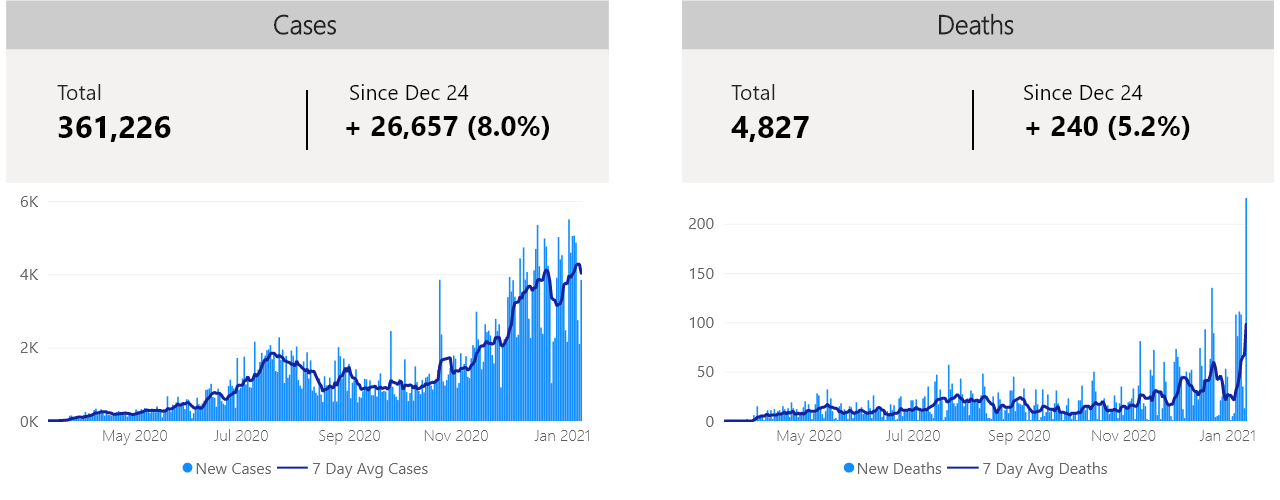 Cases
Total
361,226
Since Dec 24
+ 26,657 (8.0%)
6K
4K
2K
0K
May 2020 Jul 2020 Sep 2020 Nov 2020 Jan 2021
New Cases 7 Day Avg Cases
Deaths
Total
4,827
Since Dec 24
+ 240 (5.2%)
200
150
100
50
0
May 2020 Jul 2020 Sep 2020 Nov 2020 Jan 2021
New Deaths 7 Day Avg Deaths